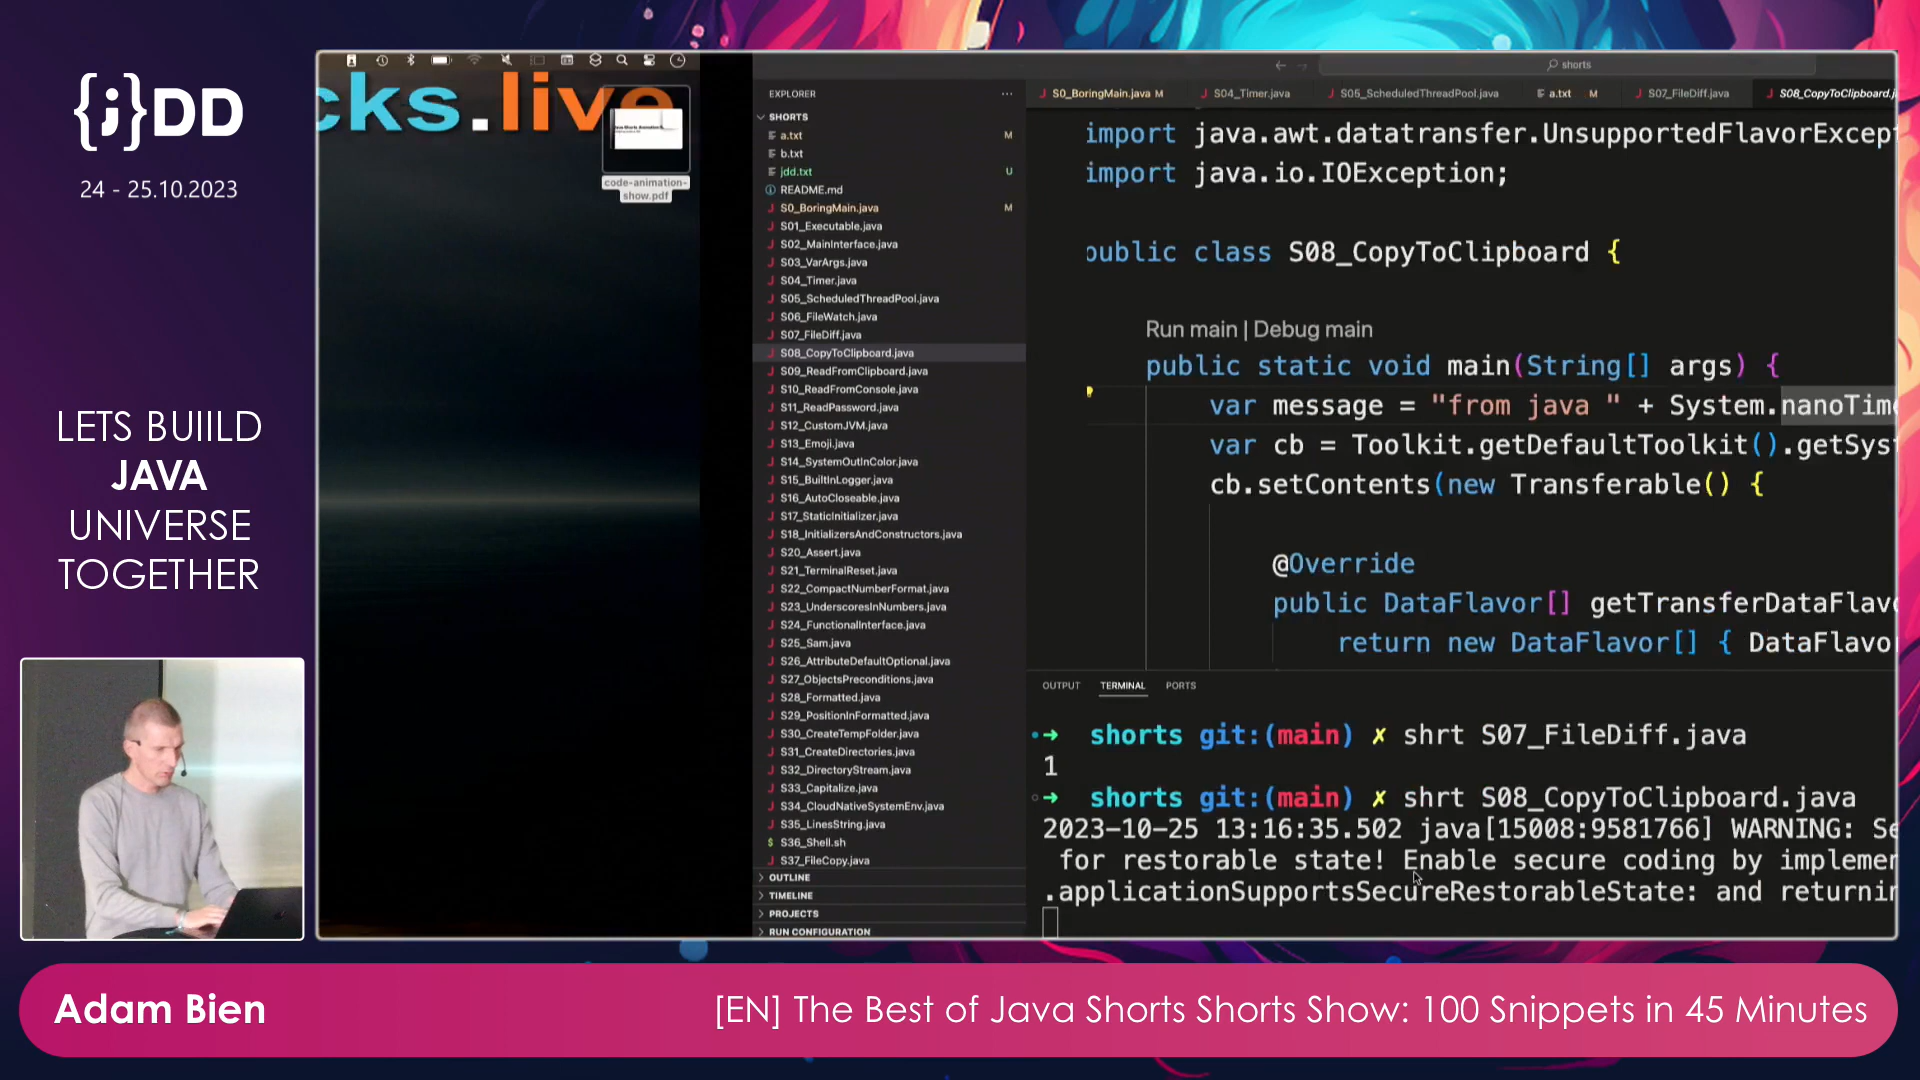 {j}DD
24 - 25.10.2023
LETS BUIILD
JAVA
UNIVERSE
TOGETHER
cks.live
code-animation-
show.pdf
shorts
EXPLORER
SHORTS
a.txt M
b.txt
jdd.txt U
README.md
S0_BoringMain.java M
S01_Executable.java
S02_MainInterface.java
S03_VarArgs.java
S04_Timer.java
S05_ScheduledThreadPool.java
S06_FileWatch.java
S07_FileDiff.java
S08_CopyToClipboard.java
S09_ReadFromClipboard.java
S10_ReadFromConsole.java
S11_ReadPassword.java
S12_CustomJVM.java
S13_Emoji.java
S14_SystemOutInColor.java
S15_BuiltInLogger.java
S16_AutoCloseable.java
S17_StaticInitializer.java
S18_InitializersAndConstructors.java
S20_Assert.java
S21_TerminalReset.java
S22_CompactNumberFormat.java
S23_UnderscoresInNumbers.java
S24_FunctionalInterface.java
S25_Sam.java
S26_AttributeDefaultOptional.java
S27_ObjectsPreconditions.java
S28_Formatted.java
S29_PositionInFormatted.java
S30_CreateTempFolder.java
S31_CreateDirectories.java
S32_DirectoryStream.java
S33_Capitalize.java
S34_CloudNativeSystemEnv.java
S35_LinesString.java
S36_Shell.sh
S37_FileCopy.java
OUTLINE
TIMELINE
PROJECTS
RUN CONFIGURATION
S0_BoringMain.java M S04_Timer.java S05_ScheduledThreadPool.java a.txt M S07_FileDiff.java S08_CopyToClipboard.j
import java.awt.datatransfer.UnsupportedFlavorExcep
import java.io.IOException;
public class S08_CopyToClipboard {
Run main | Debug main
public static void main(String[] args) {
var message = "from java " + System.nanoTime
var cb = Toolkit.getDefaultToolkit().getSys
cb.setContents(new Transferable() {
@Override
public DataFlavor[] getTransferDataFlavo
return new DataFlavor[] { DataFlavor
OUTPUT TERMINAL PORTS
➜ shorts git:(main) ✗ shrt S07_FileDiff.java
1
➜ shorts git:(main) ✗ shrt S08_CopyToClipboard.java
2023-10-25 13:16:35.502 java[15008:9581766] WARNING: Se
for restorable state! Enable secure coding by implemen
.applicationSupportsSecureRestorableState: and returnin
Adam Bien
[EN] The Best of Java Shorts Shorts Show: 100 Snippets in 45 Minutes